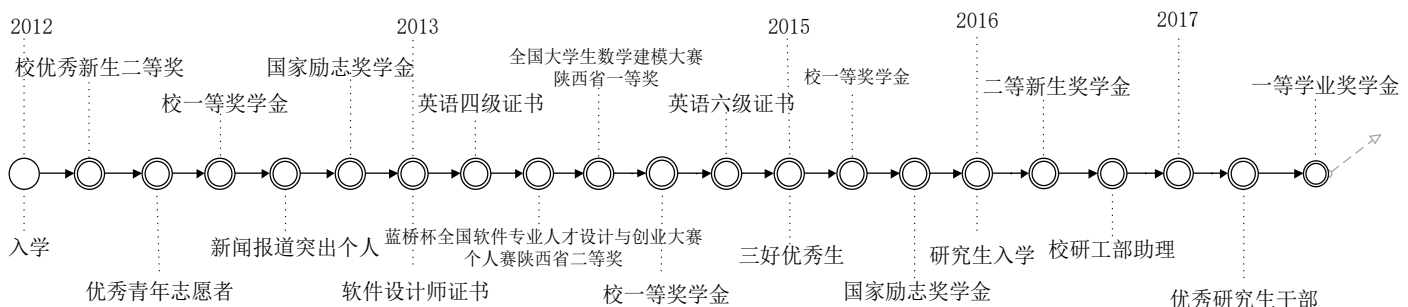 2012
2013
2015
2016
2017
校优秀新生二等奖
国家励志奖学金
全国大学生数学建模大赛
陕西省一等奖
校一等奖学金
二等新生奖学金
一等学业奖学金
校一等奖学金
英语四级证书
英语六级证书
入学
新闻报道突出个人
蓝桥杯全国软件专业人才设计与创业大赛
个人赛陕西省二等奖
三好优秀生
研究生入学
校研工部助理
优秀青年志愿者
软件设计师证书
校一等奖学金
国家励志奖学金
优秀研究生干部